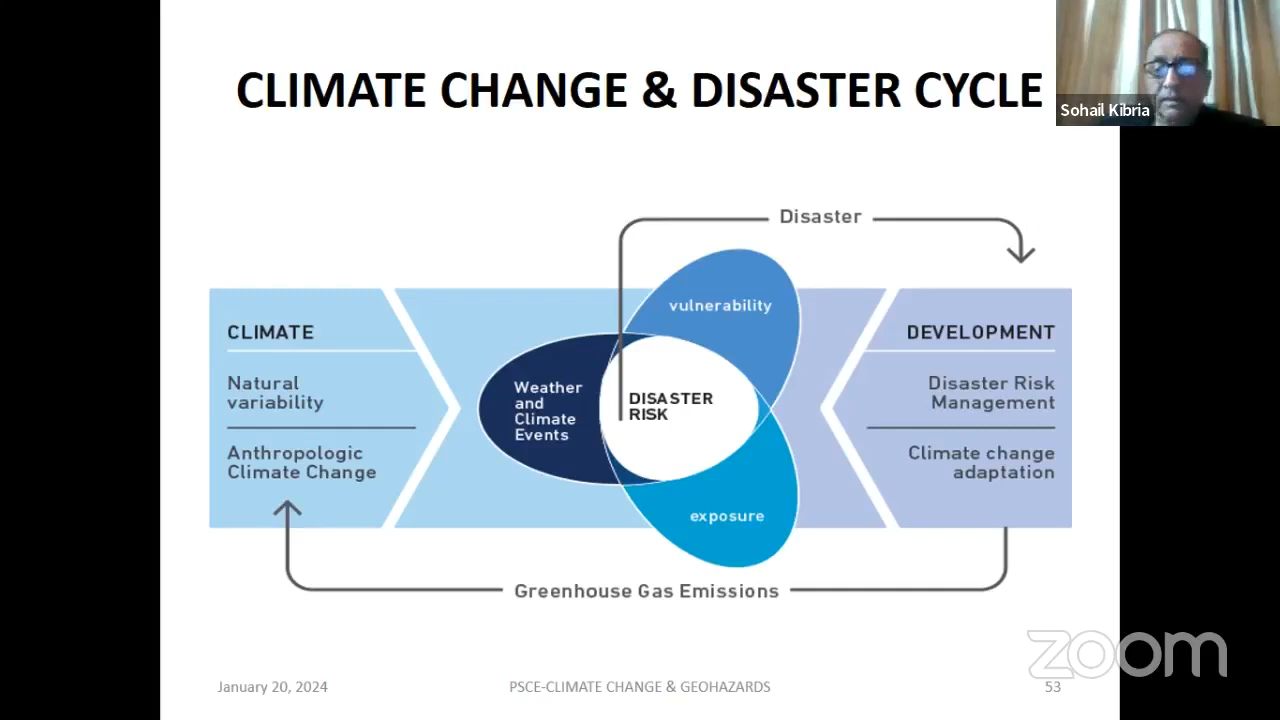 CLIMATE CHANGE & DISASTER CYCLE
Sohail Kibria
Disaster
vulnerability
CLIMATE
Natural
variability
Anthropologic
Climate Change
Weather
and
Climate
Events
DISASTER
RISK
DEVELOPMENT
Disaster Risk
Management
Climate change
adaptation
exposure
Greenhouse Gas Emissions
zoom
January 20, 2024
PSCE-CLIMATE CHANGE & GEOHAZARDS
53